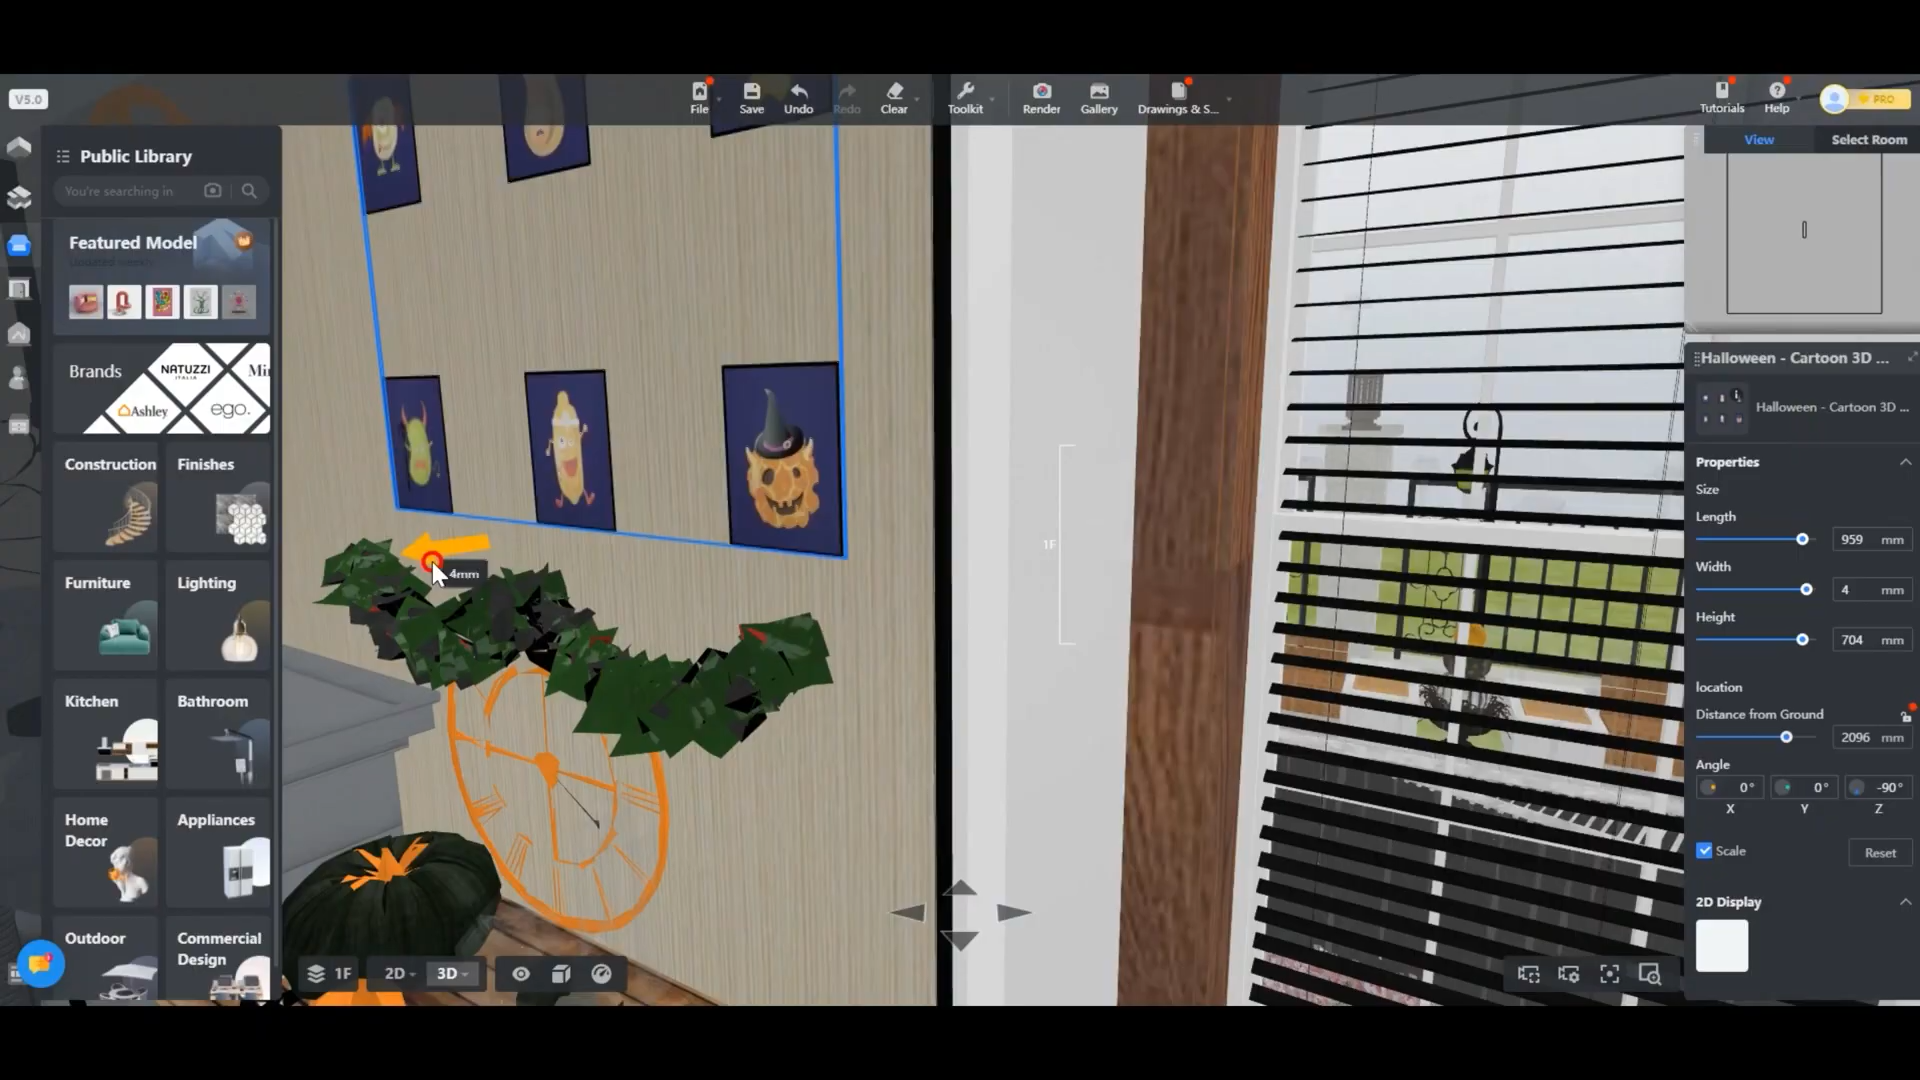 V5.0
File
Save
Undo
Redo
Clear
Toolkit
Render
Gallery
Drawings & S...
Tutorials
Help
PRO
Public Library
You're searching in
Featured Model
Updated weekly
Brands
NATUZZI
ITALIA
Ashley
ego.
Construction
Finishes
Furniture
Lighting
Kitchen
Bathroom
Home
Decor
Appliances
Outdoor
Commercial
Design
4mm
1F
1F
2D
3D
View
Select Room
Halloween - Cartoon 3D ...
Halloween - Cartoon 3D ...
Properties
Size
Length
959 mm
Width
4 mm
Height
704 mm
location
Distance from Ground
2096 mm
Angle
0°
0°
-90°
X
Y
Z
Scale
Reset
2D Display